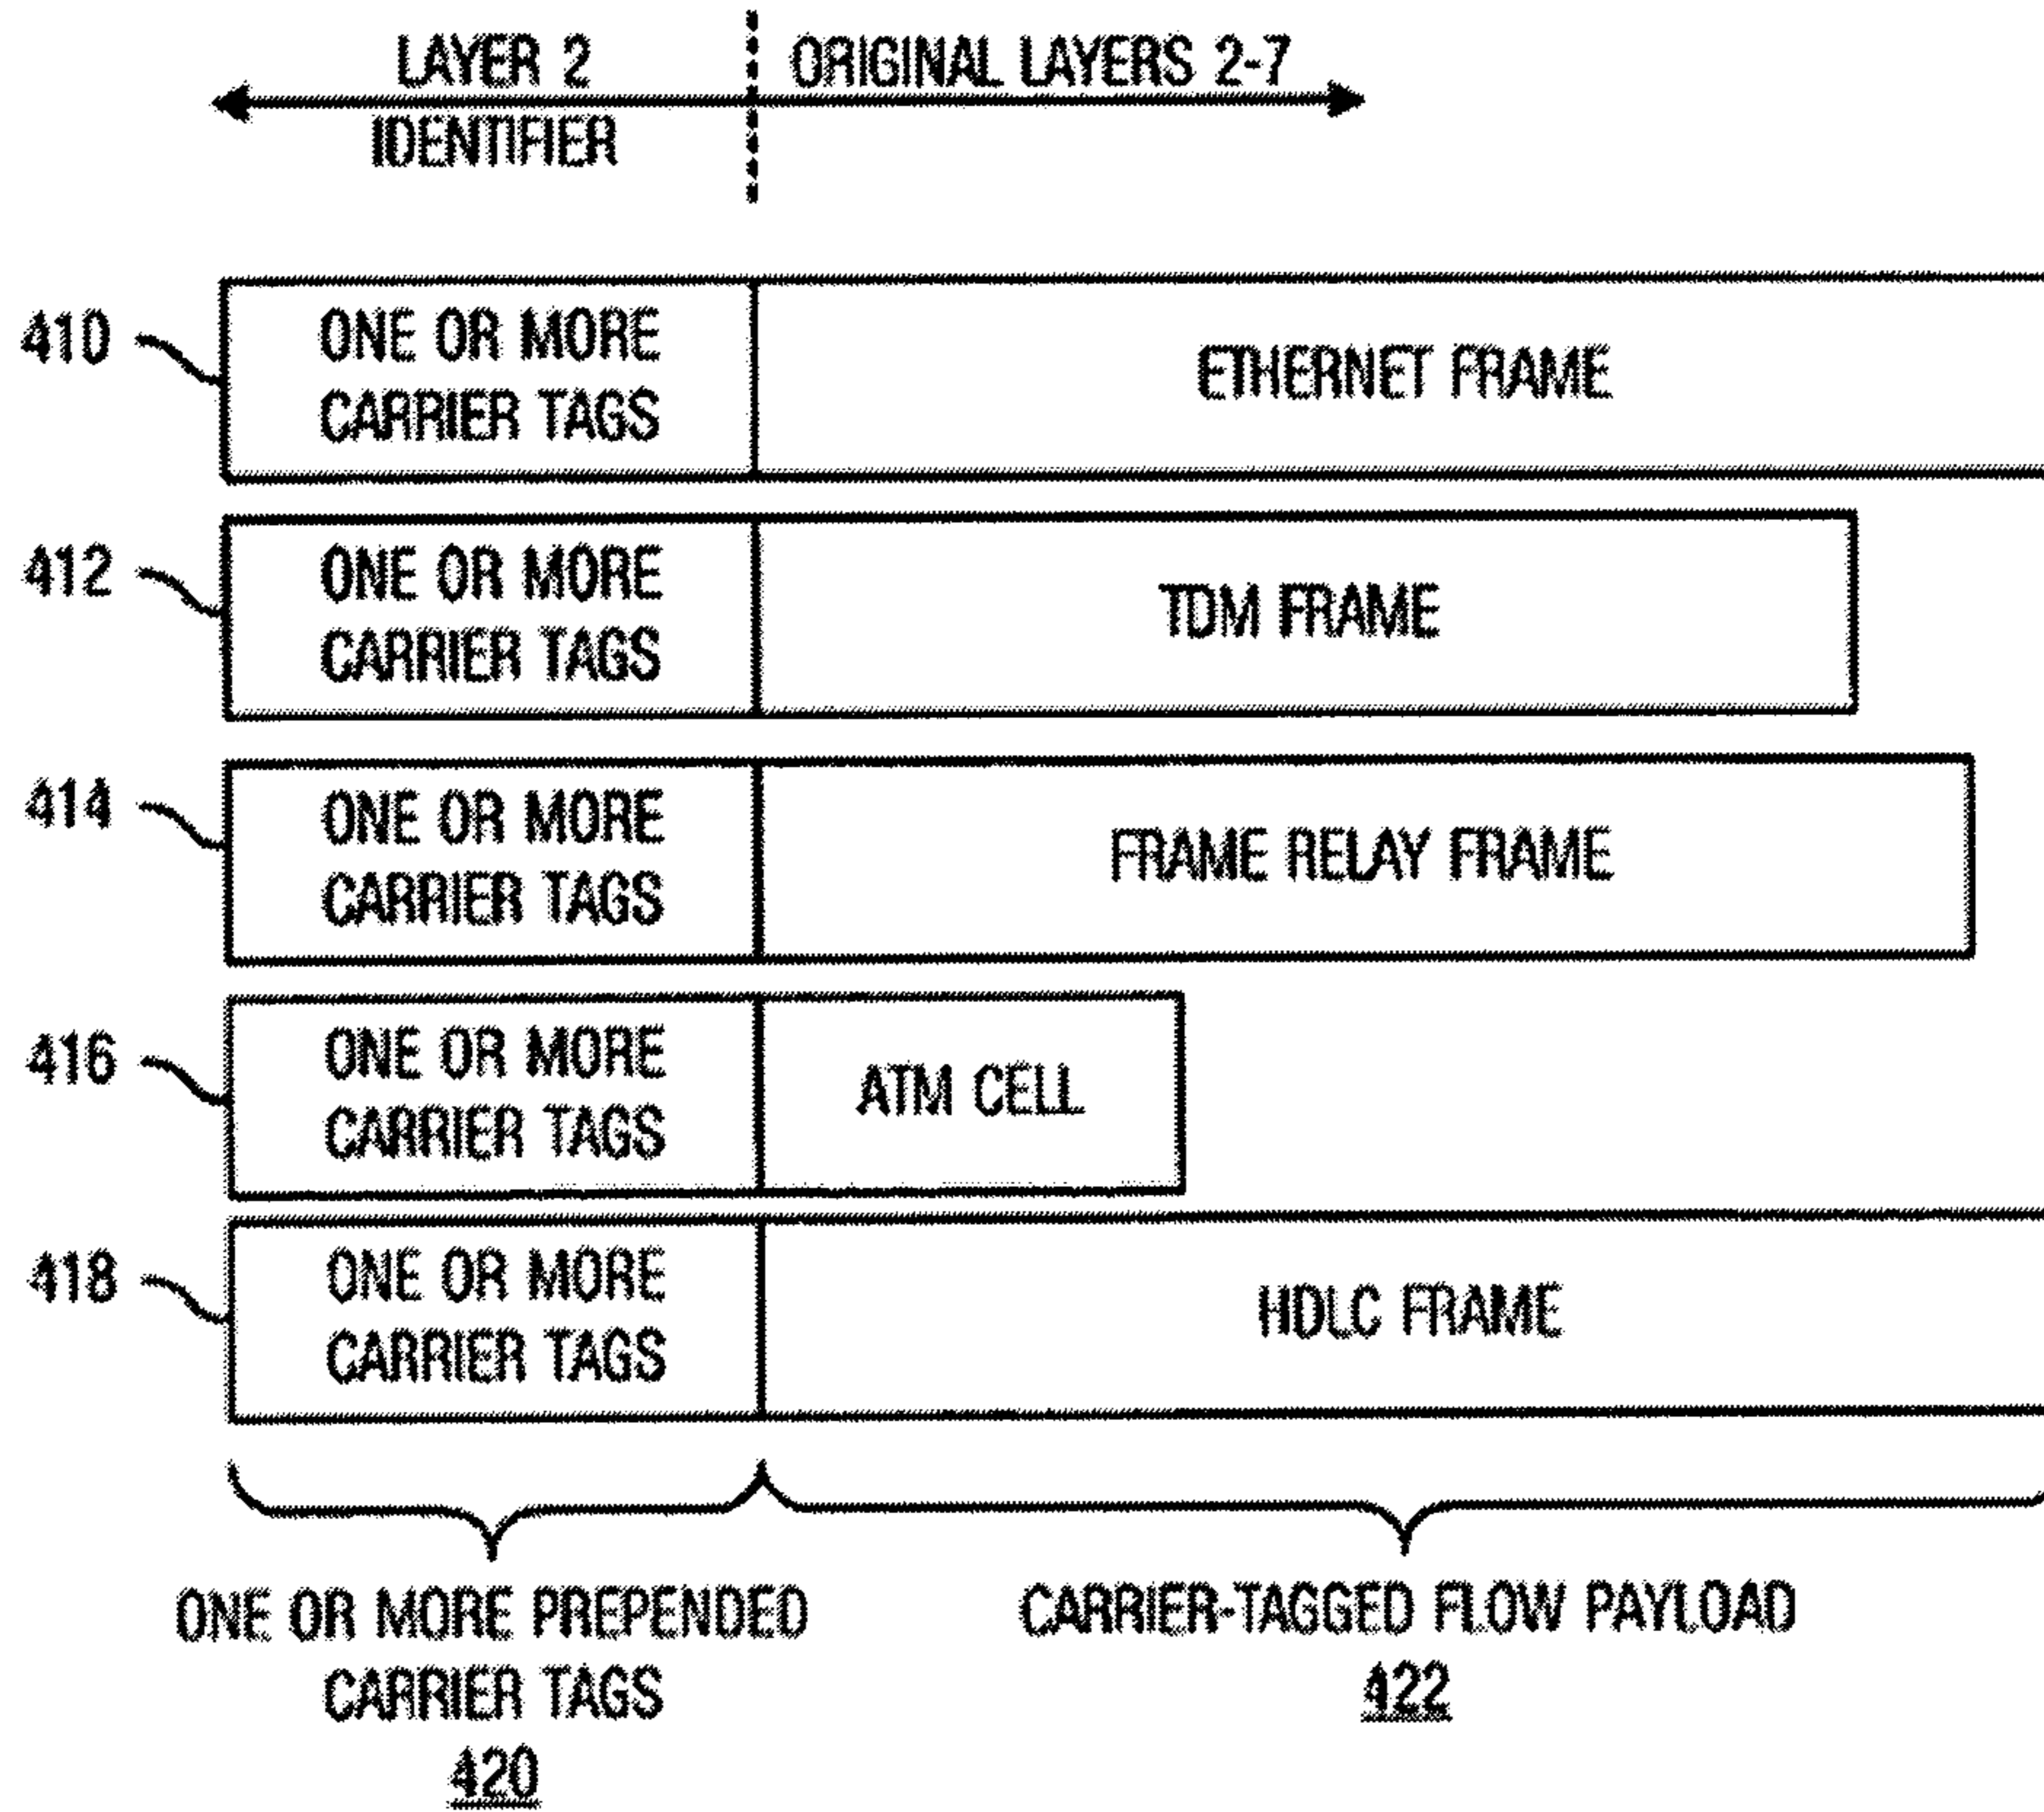 LAYER 2
IDENTIFIER
ORIGINAL LAYERS 2-7
410
ONE OR MORE
CARRIER TAGS
ETHERNET FRAME
412
ONE OR MORE
CARRIER TAGS
TDM FRAME
414
ONE OR MORE
CARRIER TAGS
FRAME RELAY FRAME
416
ONE OR MORE
CARRIER TAGS
ATM CELL
418
ONE OR MORE
CARRIER TAGS
HDLC FRAME
ONE OR MORE PREPENDED
CARRIER TAGS
420
CARRIER-TAGGED FLOW PAYLOAD
422